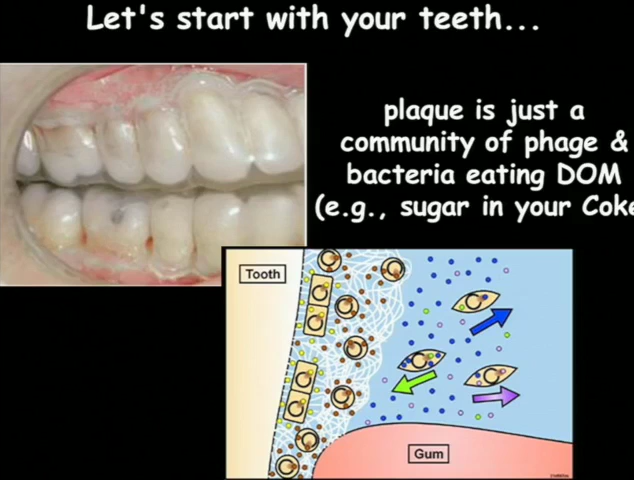 Let's start with your teeth...
plaque is just a
community of phage &
bacteria eating DOM
(e.g., sugar in your Coke
Tooth
Gum